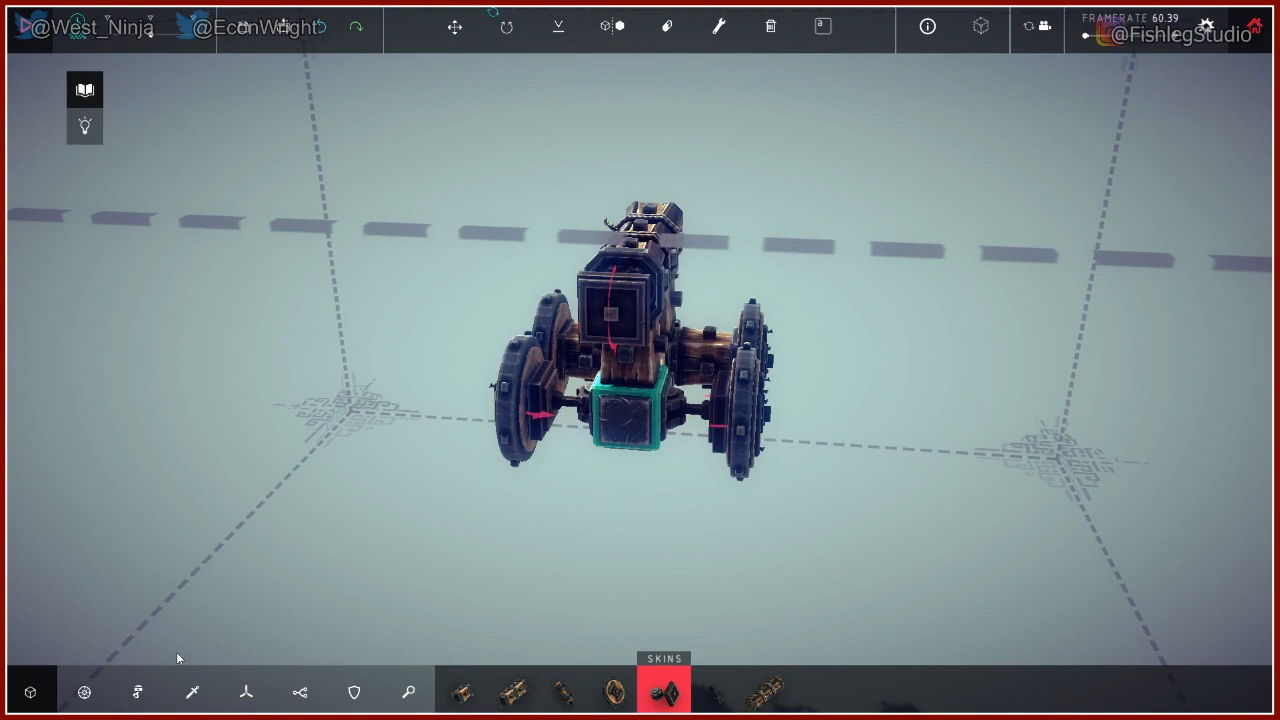 @West_Ninja
@EconWright
FRAMERATE 60.39
@FishlegStudio
a
SKINS